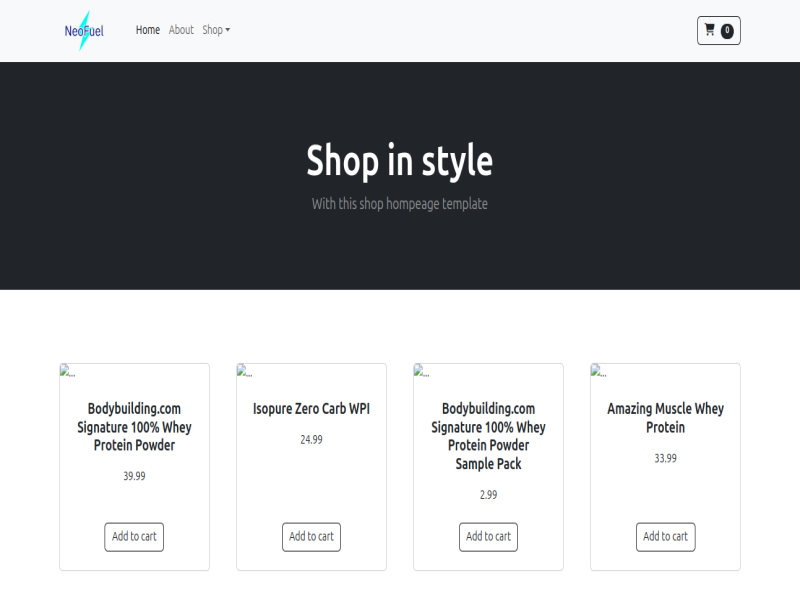 NeoFuel
Home About Shop
0
Shop in style
With this shop hompeage template
...
Bodybuilding.com
Signature 100% Whey
Protein Powder
39.99
Add to cart
...
Isopure Zero Carb WPI
24.99
Add to cart
...
Bodybuilding.com
Signature 100% Whey
Protein Powder
Sample Pack
2.99
Add to cart
...
Amazing Muscle Whey
Protein
33.99
Add to cart